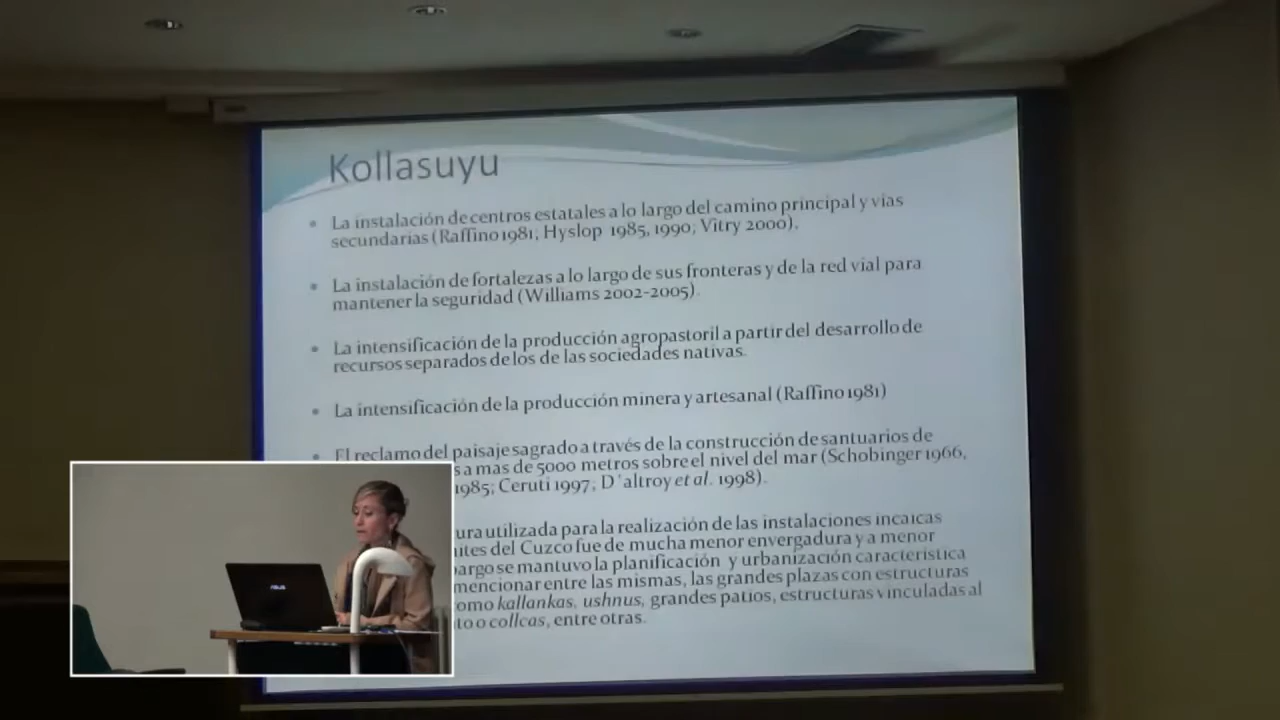 Kollasuyu
La instalación de centros estatales a lo largo del camino principal y vías
secundarias (Raffino 1981; Hyslop 1985, 1990; Vitry 2000).
La instalación de fortalezas a lo largo de sus fronteras y de la red vial para
mantener la seguridad (Williams 2002-2005).
La intensificación de la producción agropastoril a partir del desarrollo de
recursos separados de los de las sociedades nativas.
La intensificación de la producción minera y artesanal (Raffino 1981)
El reclamo del paisaje sagrado a través de la construcción de santuarios de
s a mas de 5000 metros sobre el nivel del mar (Schobinger 1966,
1985; Ceruti 1997; D'altroy et al. 1998).
ura utilizada para la realización de las instalaciones incaicas
ites del Cuzco fue de mucha menor envergadura y a menor
bargo se mantuvo la planificación y urbanización característica
mencionar entre las mismas, las grandes plazas con estructuras
omo kallankas, ushnus, grandes patios, estructuras vinculadas al
to o collcas, entre otras.
ASUS